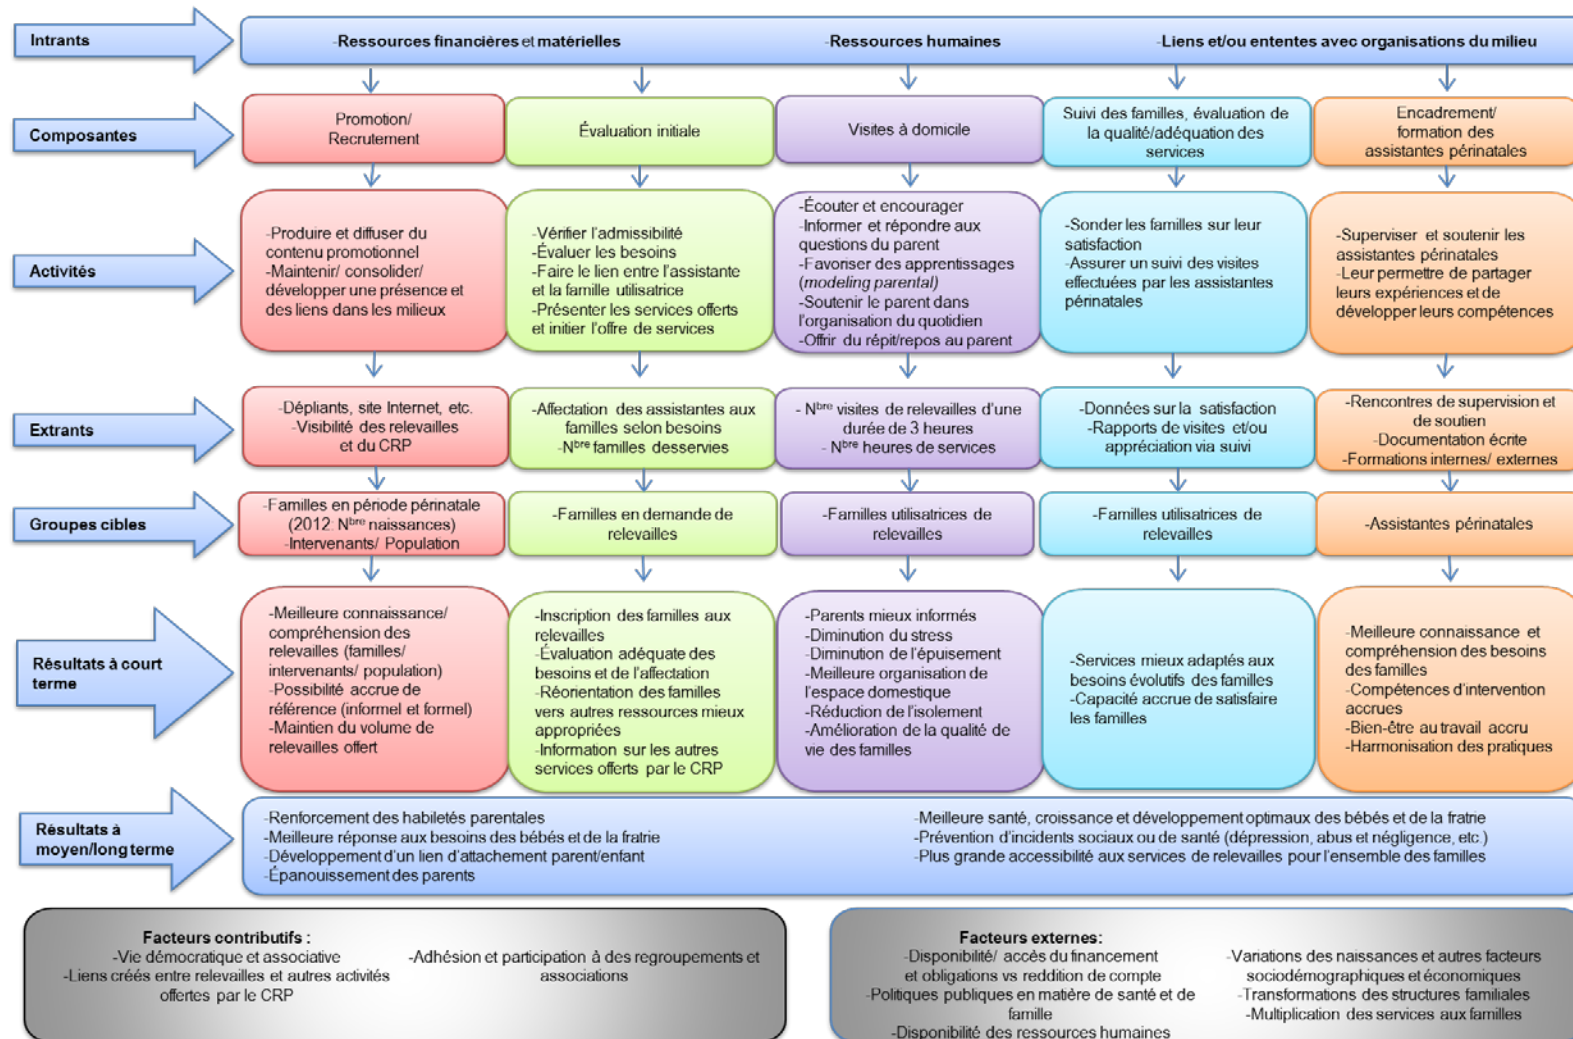 Intrants
-Ressources financières et matérielles
-Ressources humaines
-Liens et/ou ententes avec organisations du milieu
Composantes
Promotion/
Recrutement
Évaluation initiale
Visites à domicile
Suivi des familles, évaluation de
la qualité/adéquation des
services
Encadrement/
formation des
assistantes périnatales
Activités
-Produire et diffuser du
contenu promotionnel
-Maintenir/ consolider/
développer une présence et
des liens dans les milieux
-Vérifier l'admissibilité
-Évaluer les besoins
-Faire le lien entre l'assistante
et la famille utilisatrice
-Présenter les services offerts
et initier l'offre de services
-Écouter et encourager
-Informer et répondre aux
questions du parent
-Favoriser des apprentissages
(modeling parental)
-Soutenir le parent dans
l'organisation du quotidien
-Offrir du répit/repos au parent
-Sonder les familles sur leur
satisfaction
-Assurer un suivi des visites
effectuées par les assistantes
périnatales
-Superviser et soutenir les
assistantes périnatales
-Leur permettre de partager
leurs expériences et de
développer leurs compétences
Extrants
-Dépliants, site Internet, etc.
-Visibilité des relevailles
et du CRP
-Affectation des assistantes aux
familles selon besoins
-Nbre familles desservies
- Nbre visites de relevailles d'une
durée de 3 heures
- Nbre heures de services
-Données sur la satisfaction
-Rapports de visites et/ou
appréciation via suivi
-Rencontres de supervision et
de soutien
-Documentation écrite
-Formations internes/ externes
Groupes cibles
-Familles en période périnatale
(2012: Nbre naissances)
-Intervenants/ Population
-Familles en demande de
relevailles
-Familles utilisatrices de
relevailles
-Familles utilisatrices de
relevailles
-Assistantes périnatales
Résultats à court
terme
-Meilleure connaissance/
compréhension des
relevailles (familles/
intervenants/ population)
-Possibilité accrue de
référence (informel et formel)
-Maintien du volume de
relevailles offert
-Inscription des familles aux
relevailles
-Évaluation adéquate des
besoins et de l'affectation
-Réorientation des familles
vers autres ressources mieux
appropriées
-Information sur les autres
services offerts par le CRP
-Parents mieux informés
-Diminution du stress
-Diminution de l'épuisement
-Meilleure organisation de
l'espace domestique
-Réduction de l'isolement
-Amélioration de la qualité de
vie des familles
-Services mieux adaptés aux
besoins évolutifs des familles
-Capacité accrue de satisfaire
les familles
-Meilleure connaissance et
compréhension des besoins
des familles
-Compétences d'intervention
accrues
-Bien-être au travail accru
-Harmonisation des pratiques
Résultats à
moyen/long terme
-Renforcement des habiletés parentales
-Meilleure réponse aux besoins des bébés et de la fratrie
-Développement d'un lien d'attachement parent/enfant
-Épanouissement des parents
-Meilleure santé, croissance et développement optimaux des bébés et de la fratrie
-Prévention d'incidents sociaux ou de santé (dépression, abus et négligence, etc.)
-Plus grande accessibilité aux services de relevailles pour l'ensemble des familles
Facteurs contributifs :
-Vie démocratique et associative
-Liens créés entre relevailles et autres activités
offertes par le CRP
-Adhésion et participation à des regroupements et
associations
Facteurs externes:
-Disponibilité/ accès du financement
et obligations vs reddition de compte
-Politiques publiques en matière de santé et de
famille
-Disponibilité des ressources humaines
-Variations des naissances et autres facteurs
sociodémographiques et économiques
-Transformations des structures familiales
-Multiplication des services aux familles